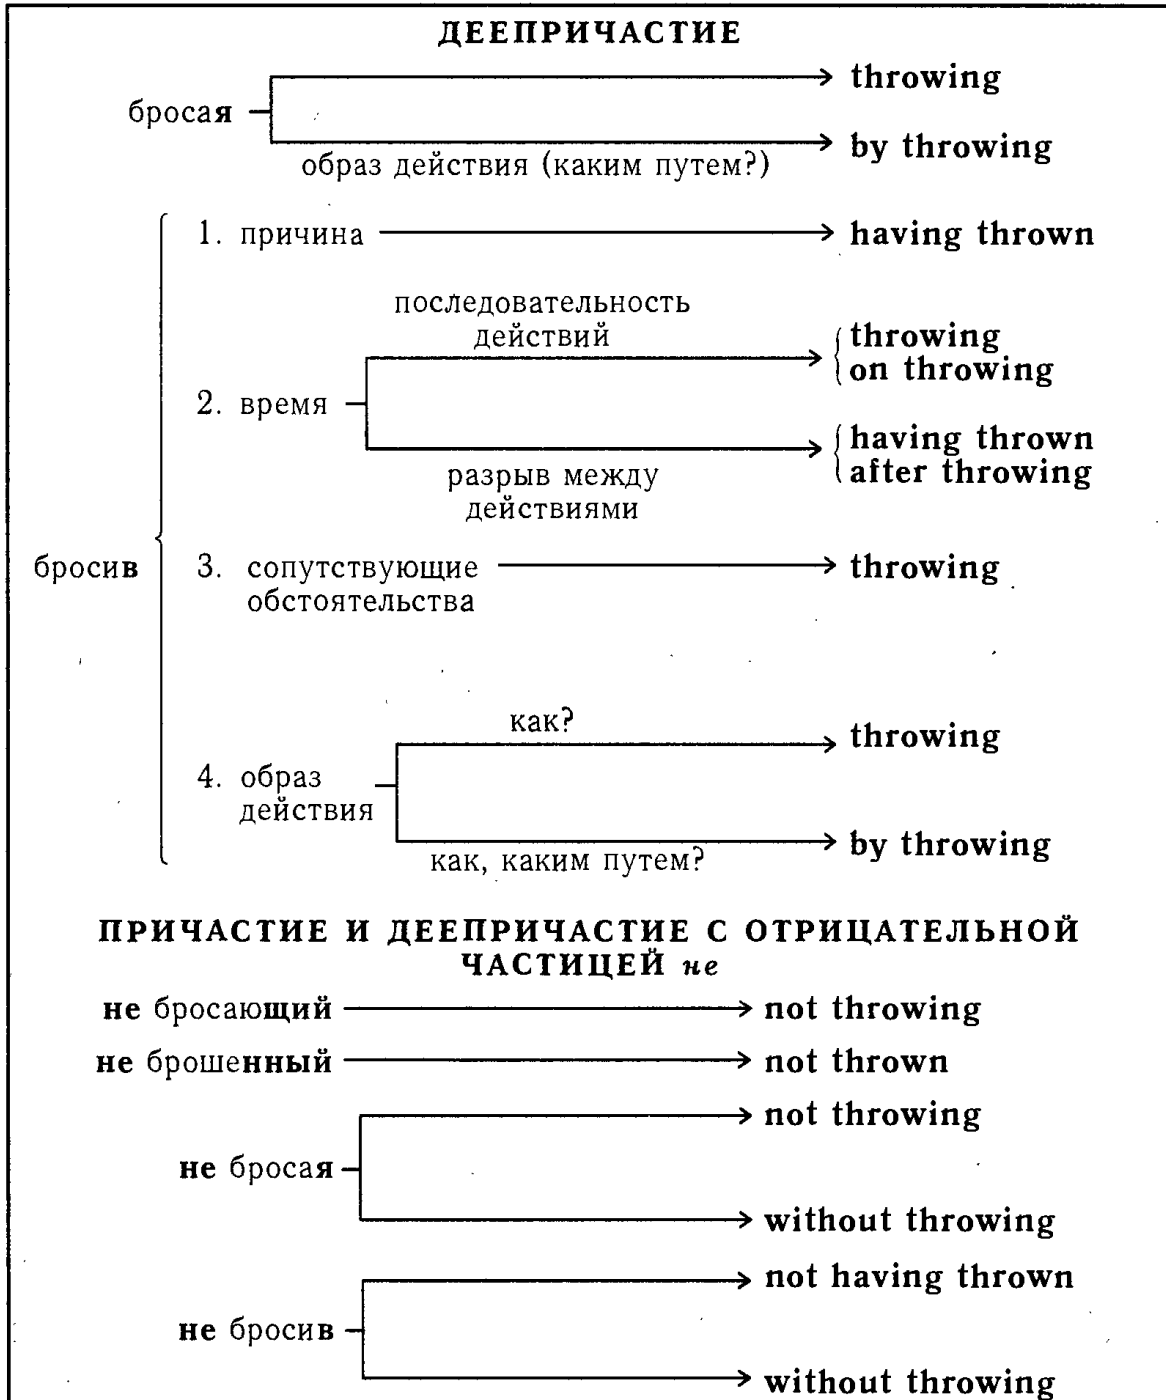 ДЕЕПРИЧАСТИЕ
throwing
бросая
by throwing
образ действия (каким путем?)
1. причина
having thrown
последовательность
действий
throwing
on throwing
2. время
having thrown
after throwing
разрыв между
действиями
бросив
3. сопутствующие
обстоятельства
throwing
как?
throwing
4. образ
действия
by throwing
как, каким путем?
ПРИЧАСТИЕ И ДЕЕПРИЧАСТИЕ С ОТРИЦАТЕЛЬНОЙ
ЧАСТИЦЕЙ не
не бросающий
not throwing
не брошенный
not thrown
not throwing
не бросая
without throwing
not having thrown
не бросив
without throwing